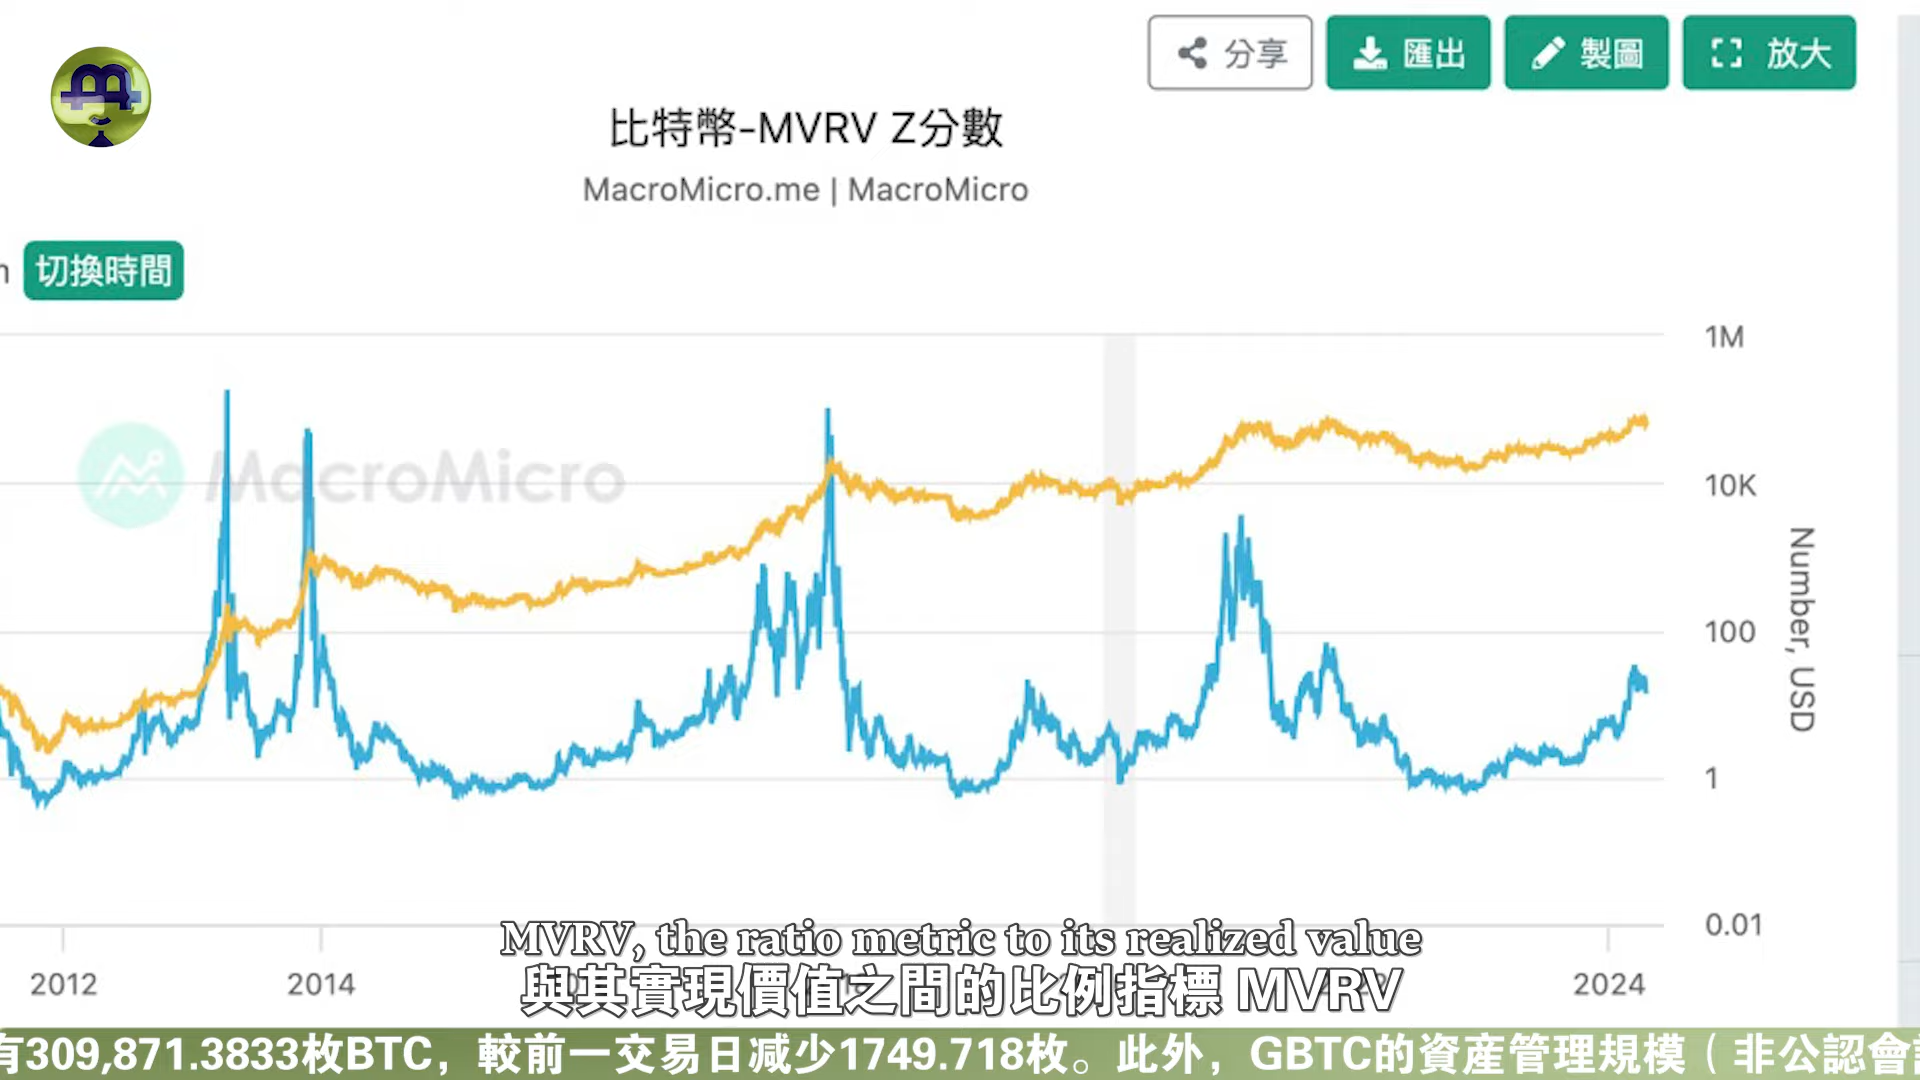 分享
匯出
製圖
放大
比特幣-MVRV Z分數
MacroMicro.me | MacroMicro
切換時間
1M
MacroMicro
10K
Number, USD
100
1
0.01
MVRV, the ratio metric to its realized value
2012
2014
2024
與其實現價值之間的比例指標 MVRV
有309,871.3833枚BTC，較前一交易日减少1749.718枚。此外，GBTC的資産管理規模（非公認會